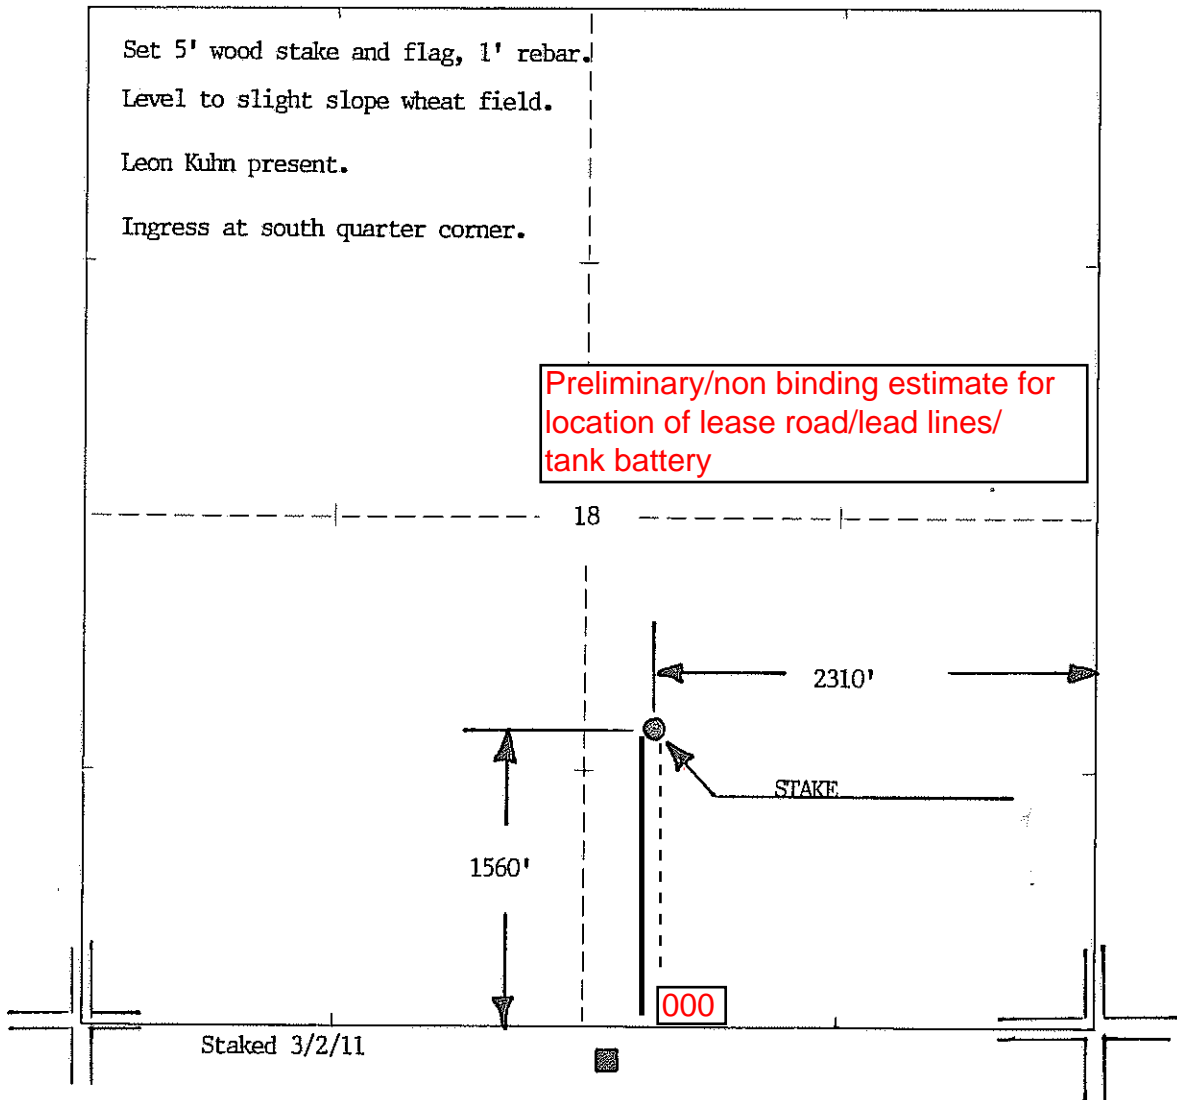 Set 5' wood stake and flag, 1' rebar.
Level to slight slope wheat field.
Leon Kuhn present.
Ingress at south quarter corner.
Preliminary/non binding estimate for
location of lease road/lead lines/
tank battery
18
2310'
STAKE
1560'
000
Staked 3/2/11